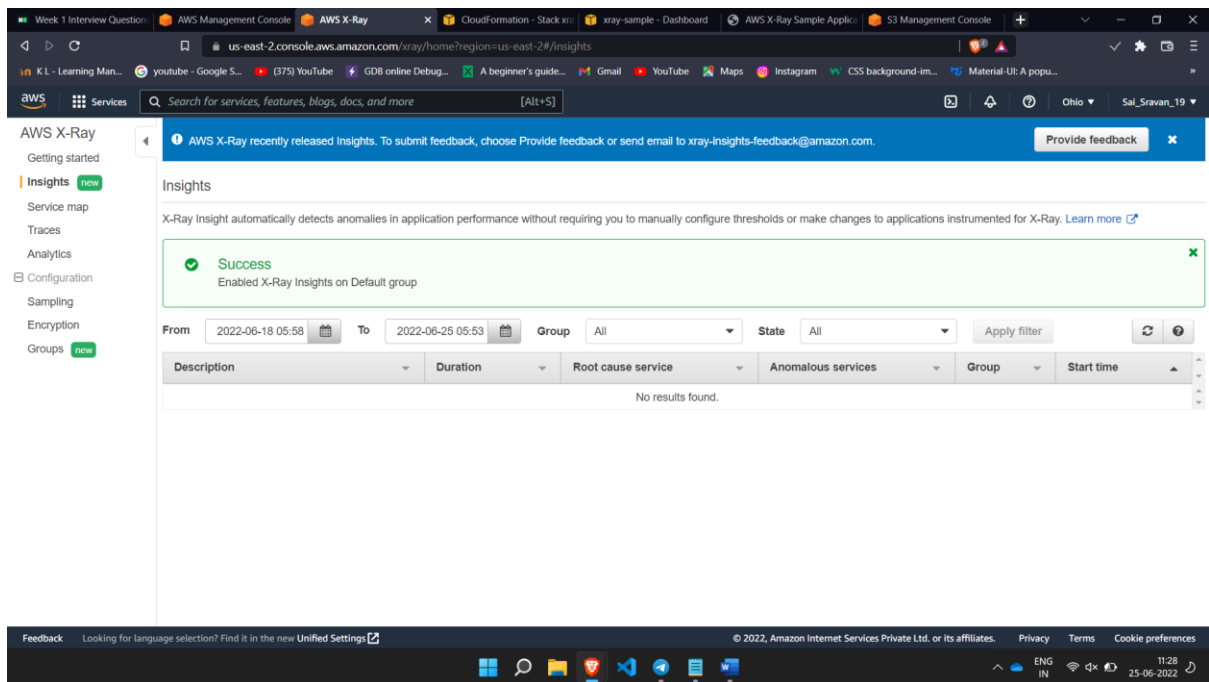 Week 1 Interview Question
AWS Management Console
AWS X-Ray
CloudFormation - Stack xra
xray-sample - Dashboard
AWS X-Ray Sample Applica
S3 Management Console
us-east-2.console.aws.amazon.com/xray/home?region=us-east-2#/insights
K L - Learning Man...
youtube - Google S...
(375) YouTube
GDB online Debug...
A beginner's guide...
Gmail
YouTube
Maps
Instagram
CSS background-im...
Material-UI: A popu...
aws
Services
Search for services, features, blogs, docs, and more
[Alt+S]
Ohio
Sai_Sravan_19
AWS X-Ray
Getting started
Insights new
Service map
Traces
Analytics
Configuration
Sampling
Encryption
Groups new
AWS X-Ray recently released Insights. To submit feedback, choose Provide feedback or send email to xray-insights-feedback@amazon.com.
Provide feedback
Insights
X-Ray Insight automatically detects anomalies in application performance without requiring you to manually configure thresholds or make changes to applications instrumented for X-Ray. Learn more
Success
Enabled X-Ray Insights on Default group
From 2022-06-18 05:58 To 2022-06-25 05:53 Group All State All Apply filter
Description Duration Root cause service Anomalous services Group Start time
No results found.
Feedback Looking for language selection? Find it in the new Unified Settings
© 2022, Amazon Internet Services Private Ltd. or its affiliates. Privacy Terms Cookie preferences
ENG
IN
11:28
25-06-2022